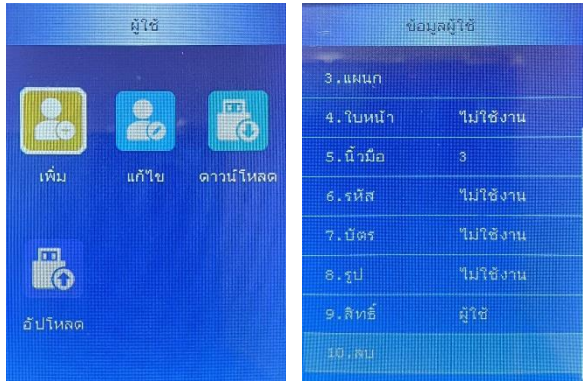 ผู้ใช้
เพิ่ม
แก้ไข
ดาวน์โหลด
อัปโหลด
ข้อมูลผู้ใช้
3.แผนก
4.ใบหน้า ไม่ใช้งาน
5.นิ้วมือ 3
6.รหัส ไม่ใช้งาน
7.บัตร ไม่ใช้งาน
8.รูป ไม่ใช้งาน
9.สิทธิ์ ผู้ใช้
10.ลบ